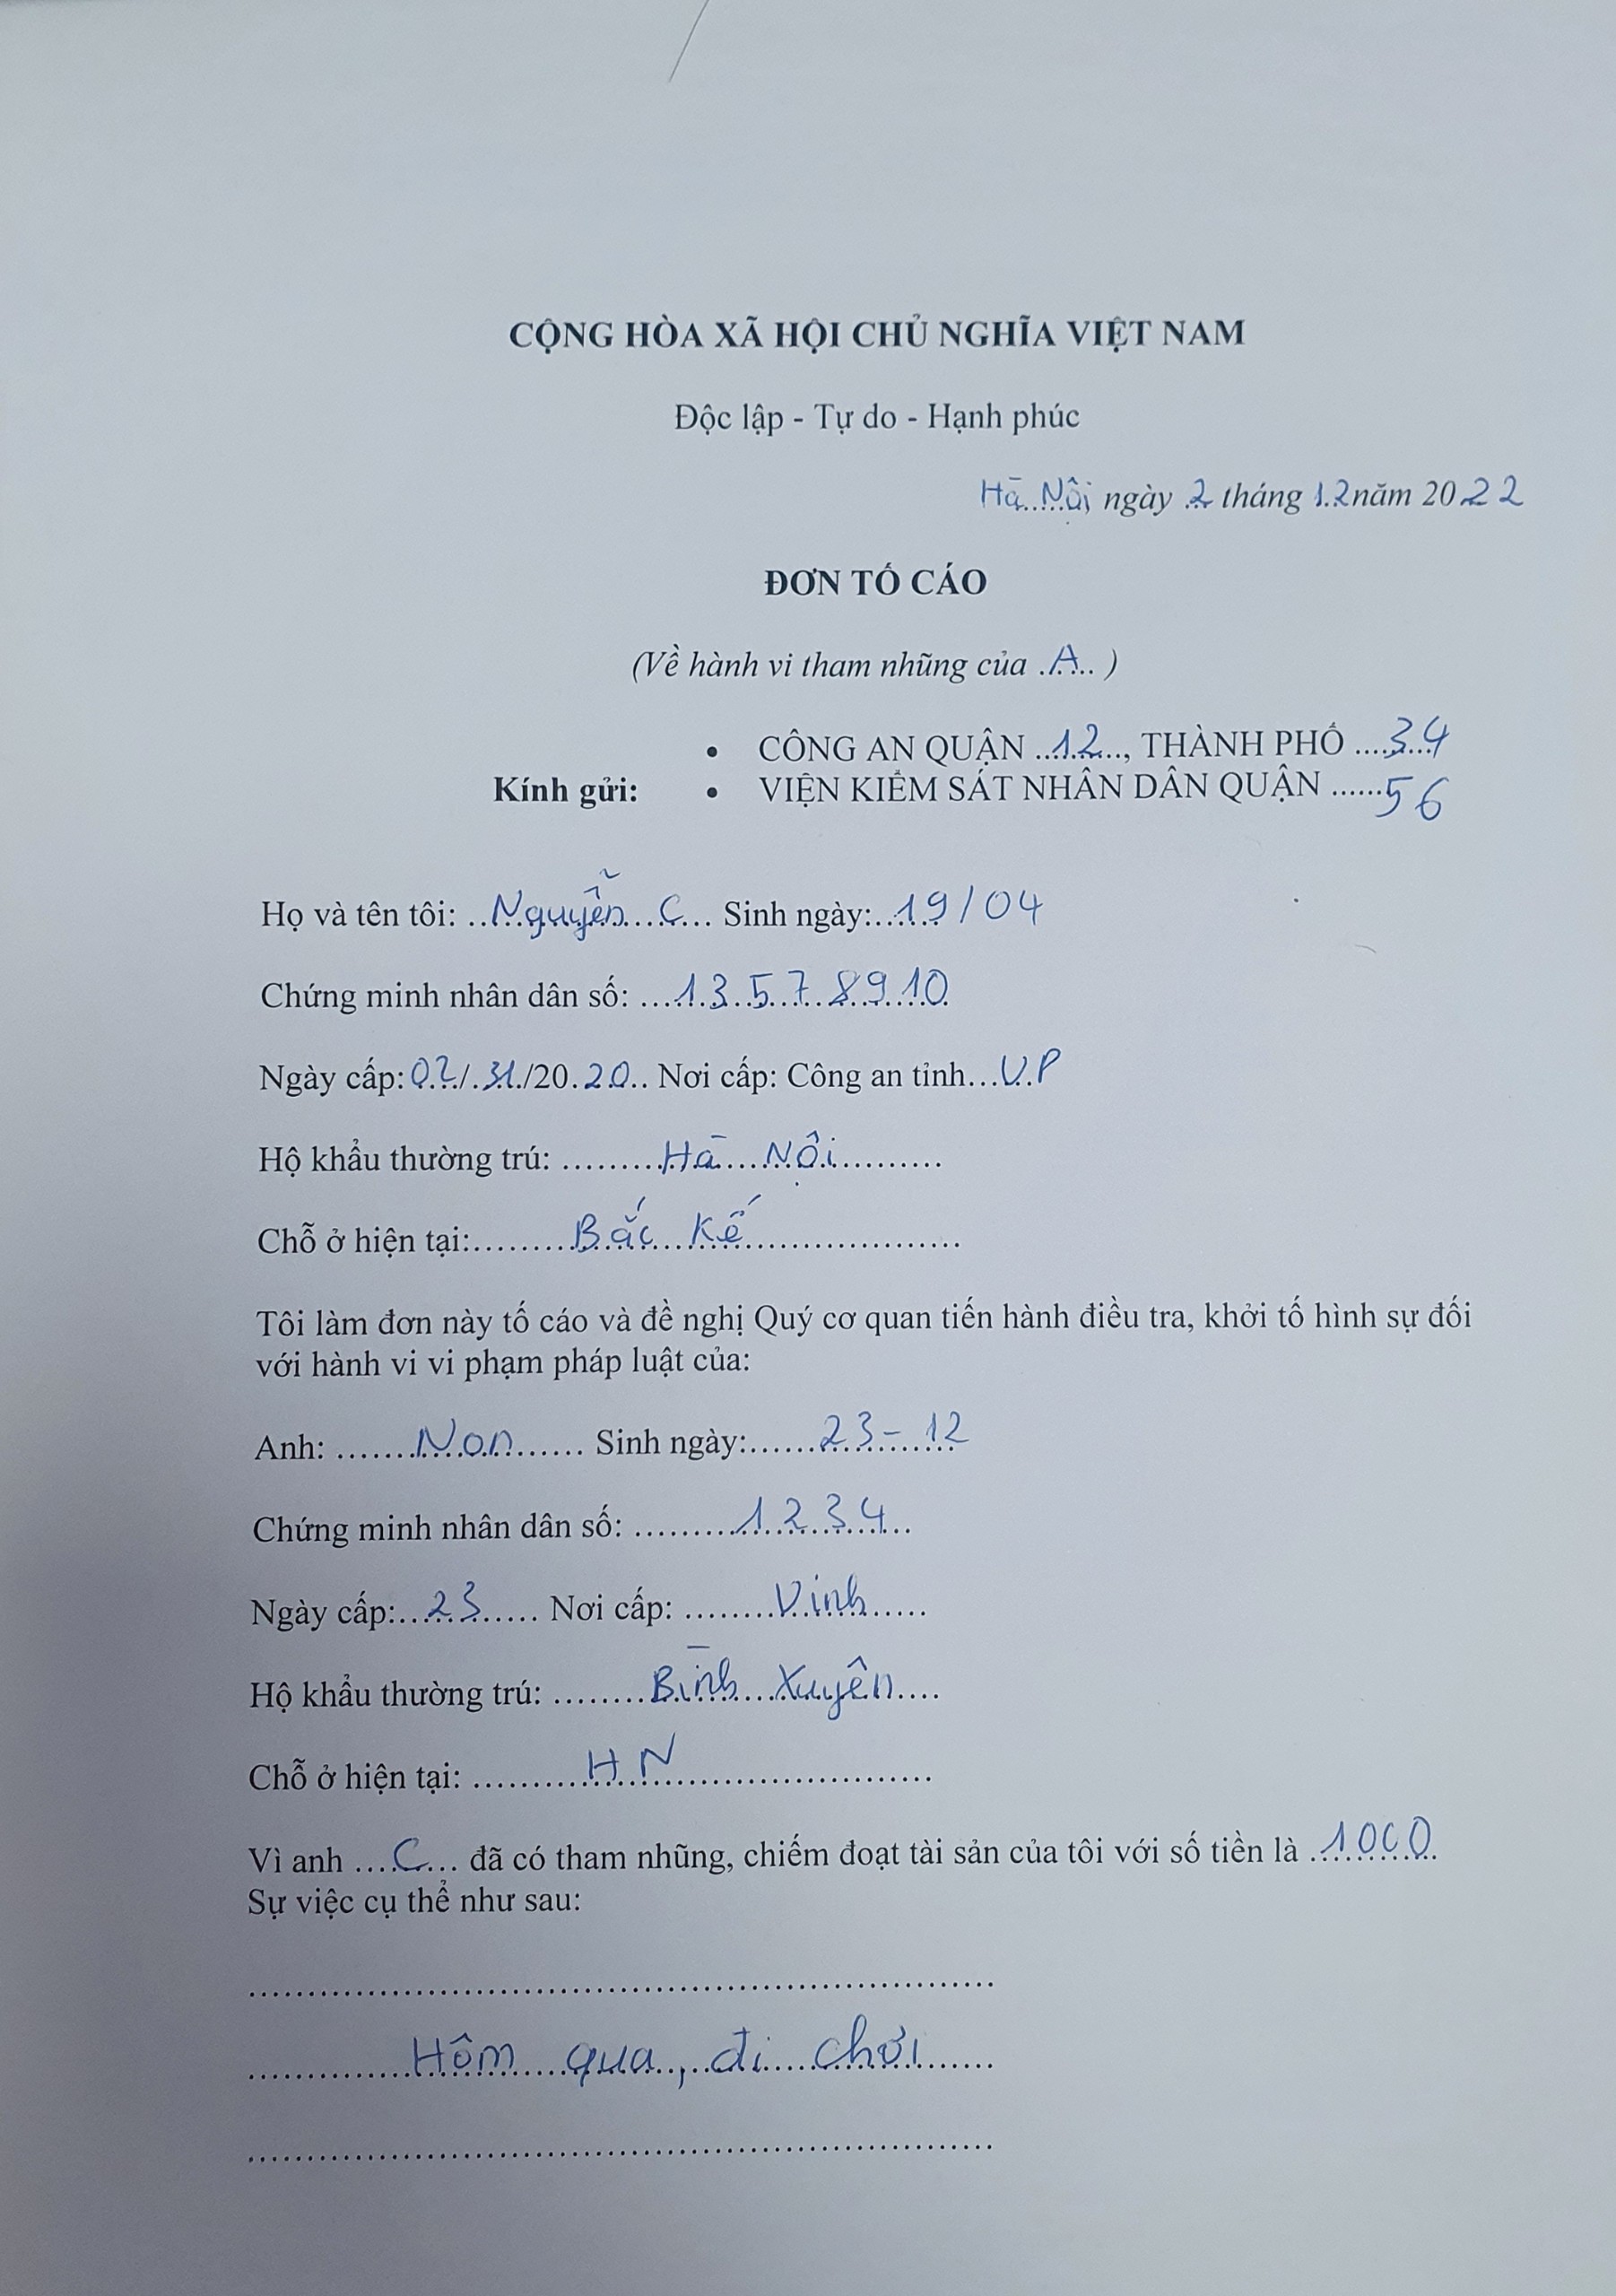 CỘNG HÒA XÃ HỘI CHỦ NGHĨA VIỆT NAM
Độc lập - Tự do - Hạnh phúc
Hà Nội, ngày 2 tháng 12 năm 2022
ĐƠN TỐ CÁO
(Về hành vi tham nhũng của .A.. )
• CÔNG AN QUẬN ..12..., THÀNH PHỐ ....34
Kính gửi: • VIỆN KIỂM SÁT NHÂN DÂN QUẬN ......56
Họ và tên tôi: ..Nguyễn...C... Sinh ngày:...19/04
Chứng minh nhân dân số: ....135789 10
Ngày cấp:02/.31/20.20.. Nơi cấp: Công an tỉnh...VP
Hộ khẩu thường trú: .........Hà....Nội...........
Chỗ ở hiện tại:.........Bắc Kế......................
Tôi làm đơn này tố cáo và đề nghị Quý cơ quan tiến hành điều tra, khởi tố hình sự đối
với hành vi vi phạm pháp luật của:
Anh: .......Non....... Sinh ngày:......23-12
Chứng minh nhân dân số: ..........1234..
Ngày cấp:...23...... Nơi cấp: ........Vinh......
Hộ khẩu thường trú: ........Bình...Xuyên....
Chỗ ở hiện tại: ...........HN..........................
Vì anh ....C.... đã có tham nhũng, chiếm đoạt tài sản của tôi với số tiền là ..1000.
Sự việc cụ thể như sau:
...........................................................................
...............Hôm...qua.,..đi.....chơi.......
...........................................................................